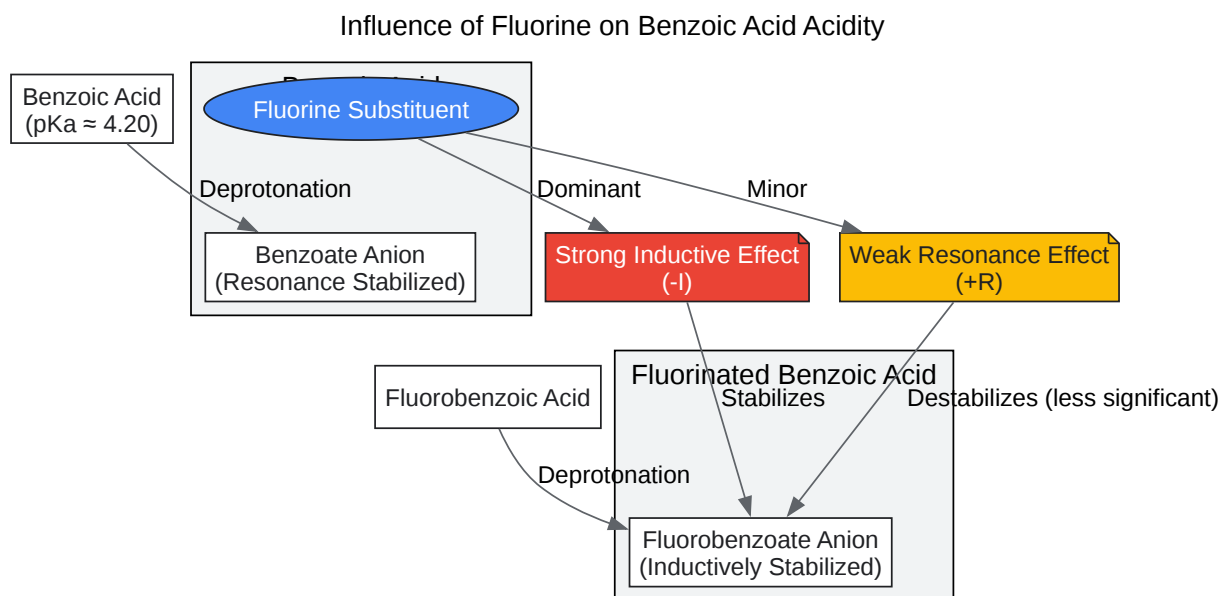 Influence of Fluorine on Benzoic Acid Acidity
Benzoic Acid
(pKa ≈ 4.20)
Fluorine Substituent
Deprotonation
Dominant
Minor
Benzoate Anion
(Resonance Stabilized)
Strong Inductive Effect
(-I)
Weak Resonance Effect
(+R)
Fluorinated Benzoic Acid
Fluorobenzoic Acid
Stabilizes
Destabilizes (less significant)
Deprotonation
Fluorobenzoate Anion
(Inductively Stabilized)